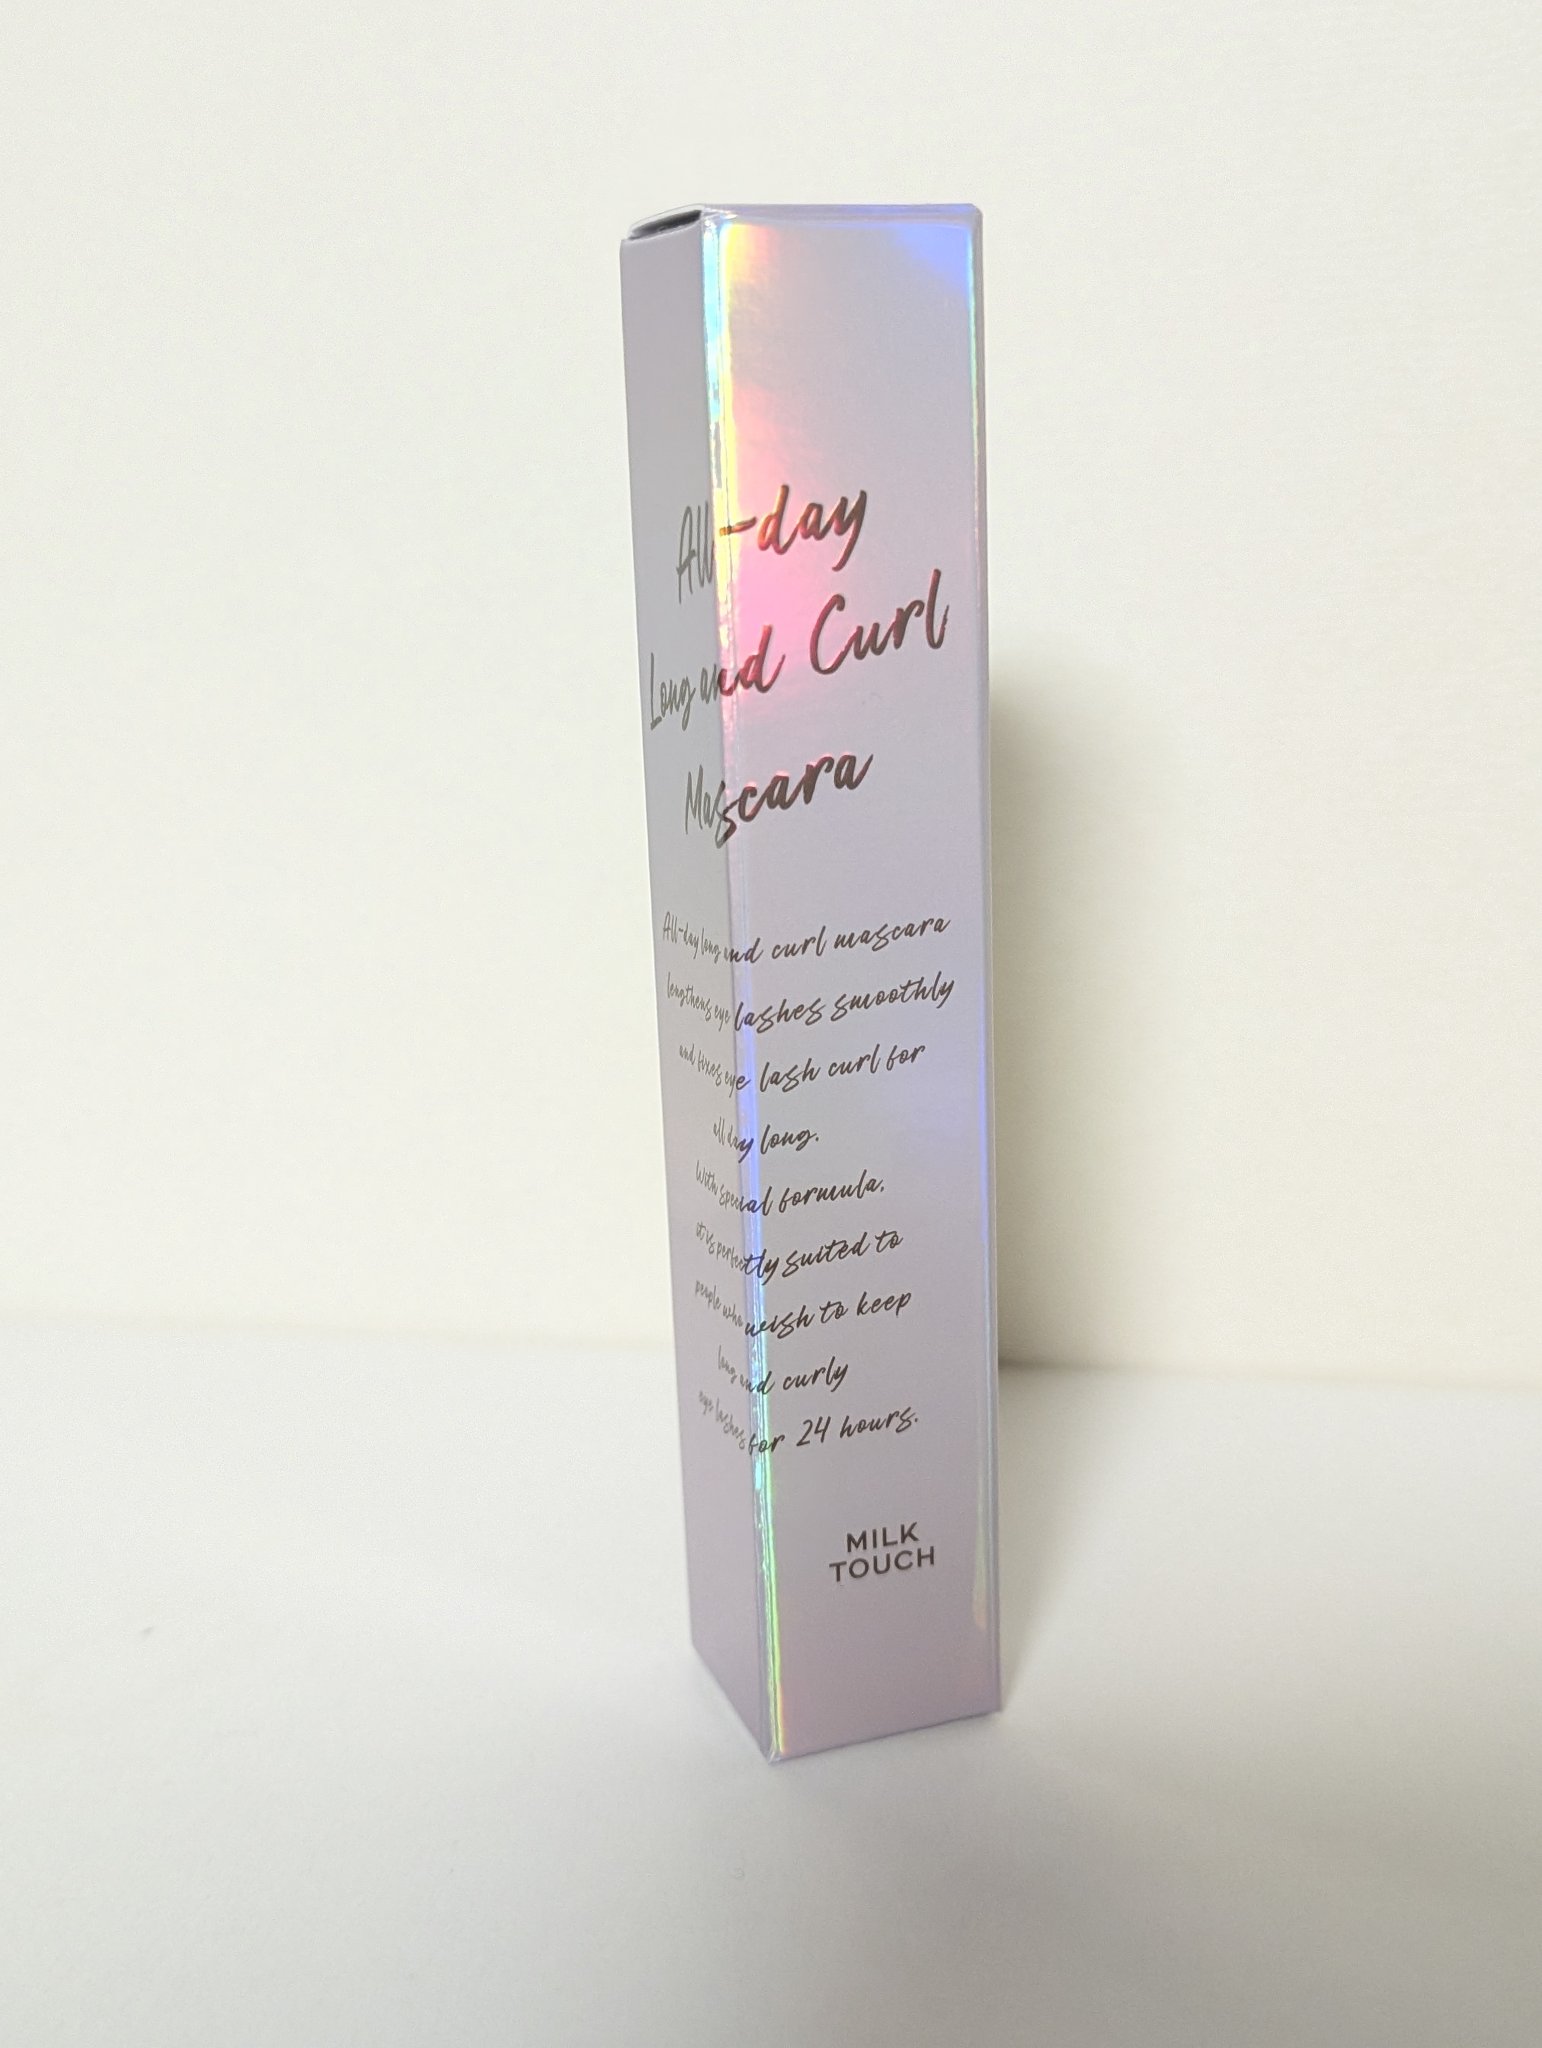 All-day
Long and Curl
Mascara
All-day long and curl mascara
lengthens eye lashes smoothly
and fixes eye lash curl for
all day long.
With special formula,
it is perfectly suited to
people who wish to keep
long and curly
eye lashes for 24 hours.
MILK
TOUCH